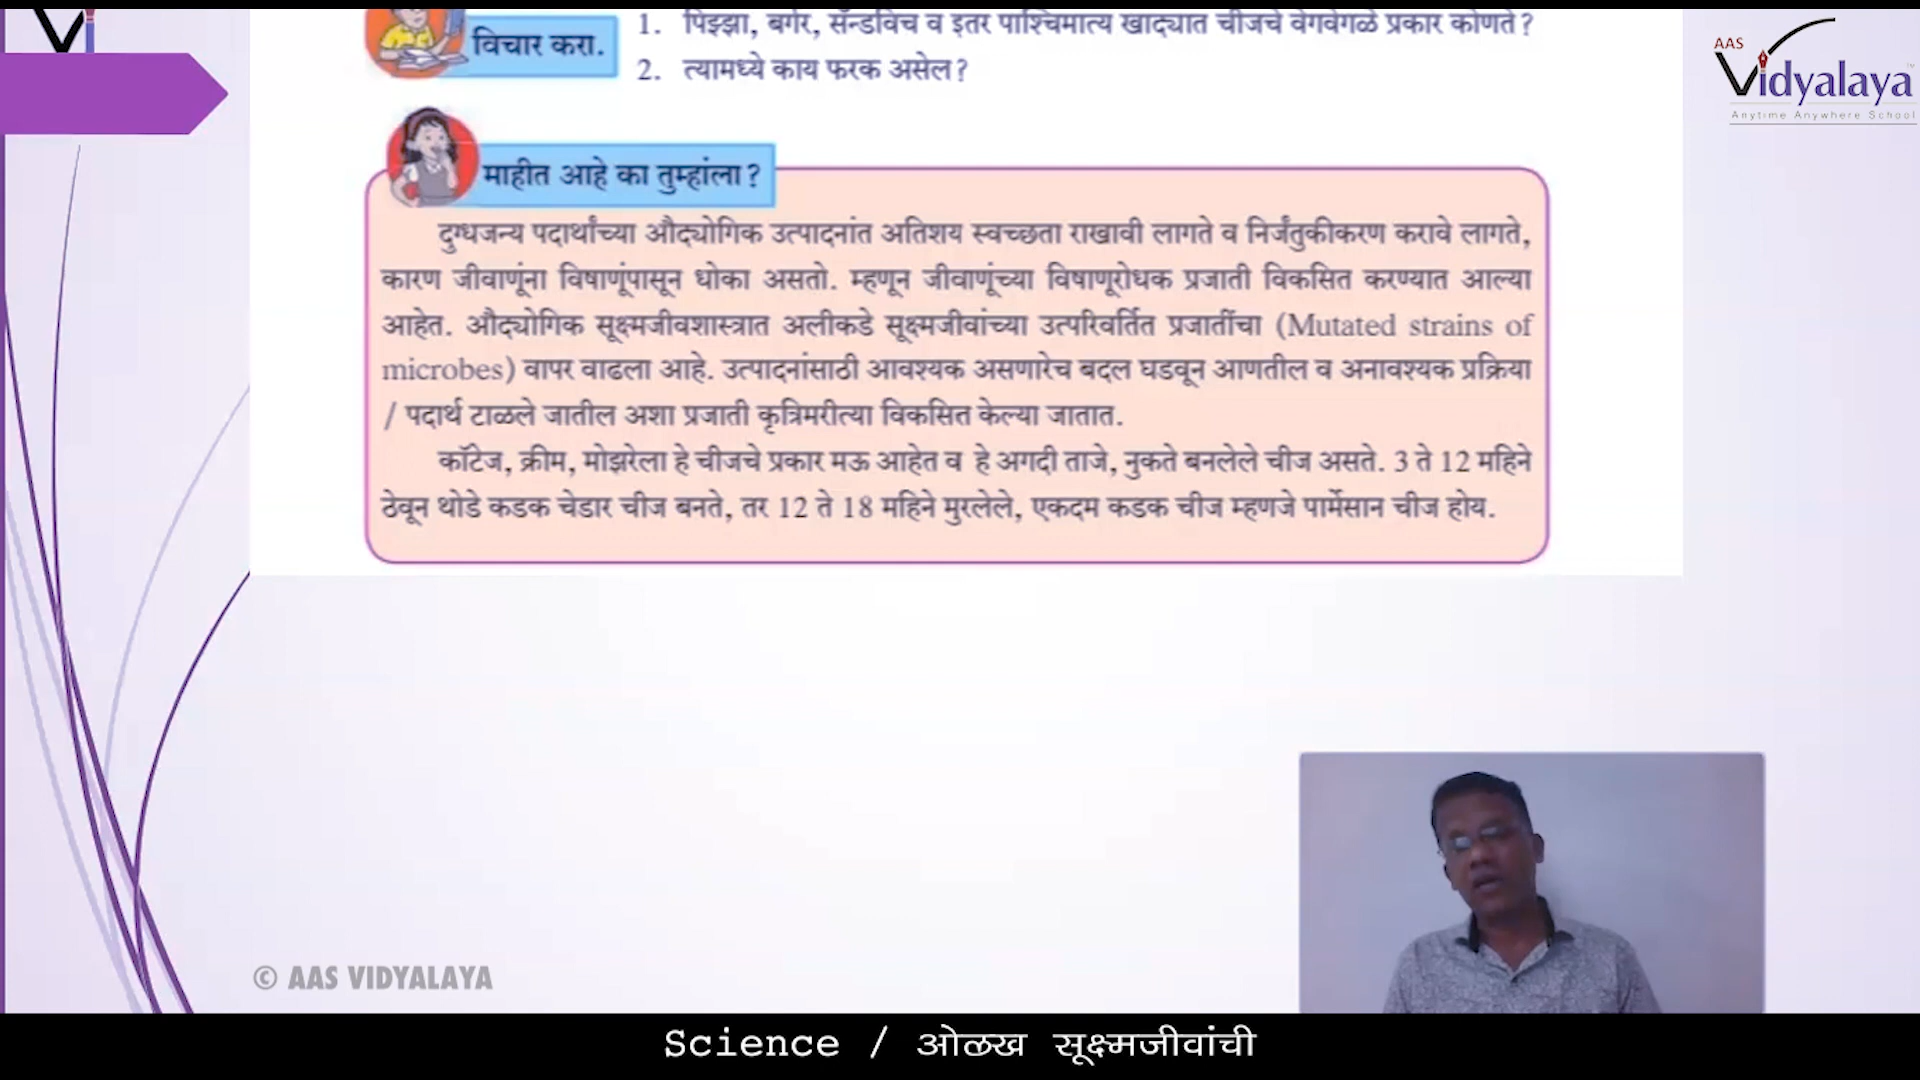 विचार करा.
1. पिझ्झा, बर्गर, सॅन्डविच व इतर पाश्चिमात्य खाद्यात चीजचे वेगवेगळे प्रकार कोणते?
2. त्यामध्ये काय फरक असेल?
AAS
Vidyalaya
Anytime Anywhere School
माहीत आहे का तुम्हांला?
दुग्धजन्य पदार्थांच्या औद्योगिक उत्पादनांत अतिशय स्वच्छता राखावी लागते व निर्जंतुकीकरण करावे लागते,
कारण जीवाणूंना विषाणूंपासून धोका असतो. म्हणून जीवाणूंच्या विषाणूरोधक प्रजाती विकसित करण्यात आल्या
आहेत. औद्योगिक सूक्ष्मजीवशास्त्रात अलीकडे सूक्ष्मजीवांच्या उत्परिवर्तित प्रजातींचा (Mutated strains of
microbes) वापर वाढला आहे. उत्पादनांसाठी आवश्यक असणारेच बदल घडवून आणतील व अनावश्यक प्रक्रिया
/ पदार्थ टाळले जातील अशा प्रजाती कृत्रिमरीत्या विकसित केल्या जातात.
कॉटेज, क्रीम, मोझरेला हे चीजचे प्रकार मऊ आहेत व हे अगदी ताजे, नुकते बनलेले चीज असते. 3 ते 12 महिने
ठेवून थोडे कडक चेडार चीज बनते, तर 12 ते 18 महिने मुरलेले, एकदम कडक चीज म्हणजे पार्मेसान चीज होय.
© AAS VIDYALAYA
Science / ओळख सूक्ष्मजीवांची